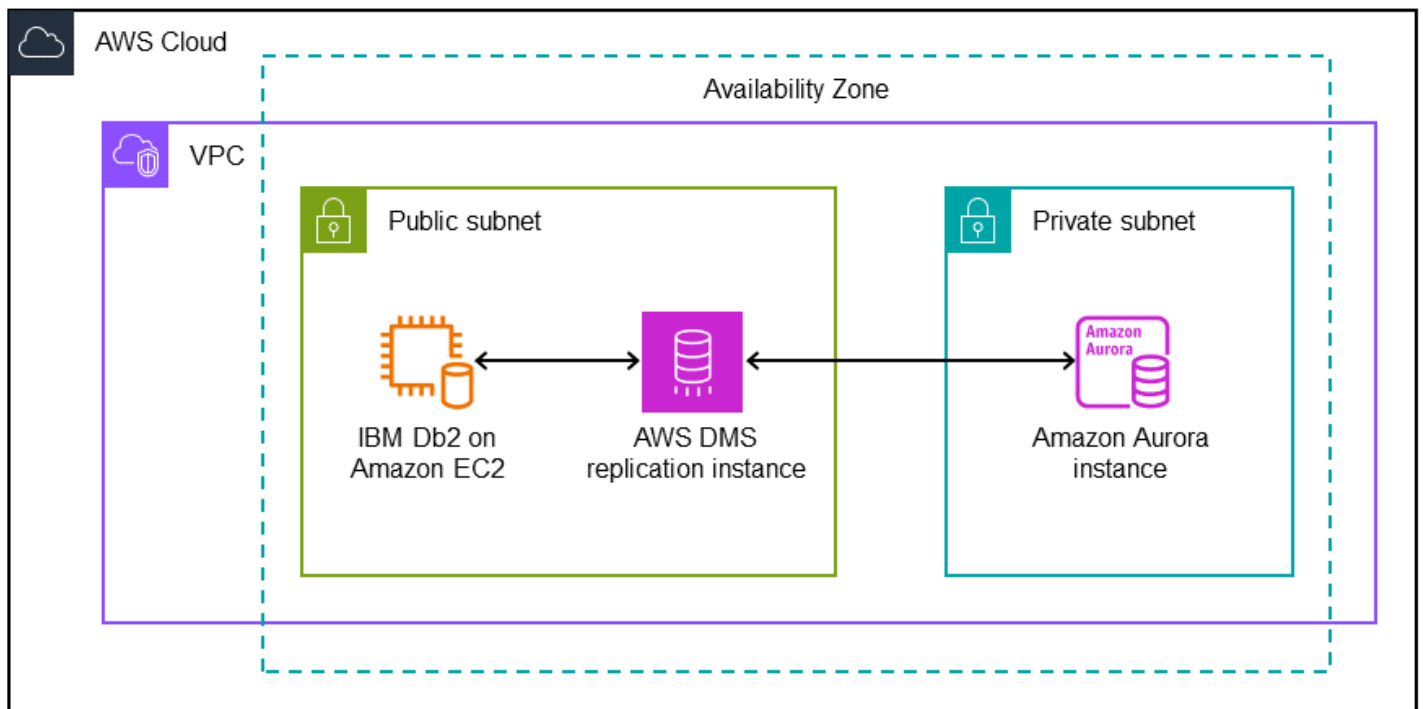 AWS Cloud
Availability Zone
VPC
Public subnet
Private subnet
IBM Db2 on
Amazon EC2
AWS DMS
replication instance
Amazon
Aurora
Amazon Aurora
instance